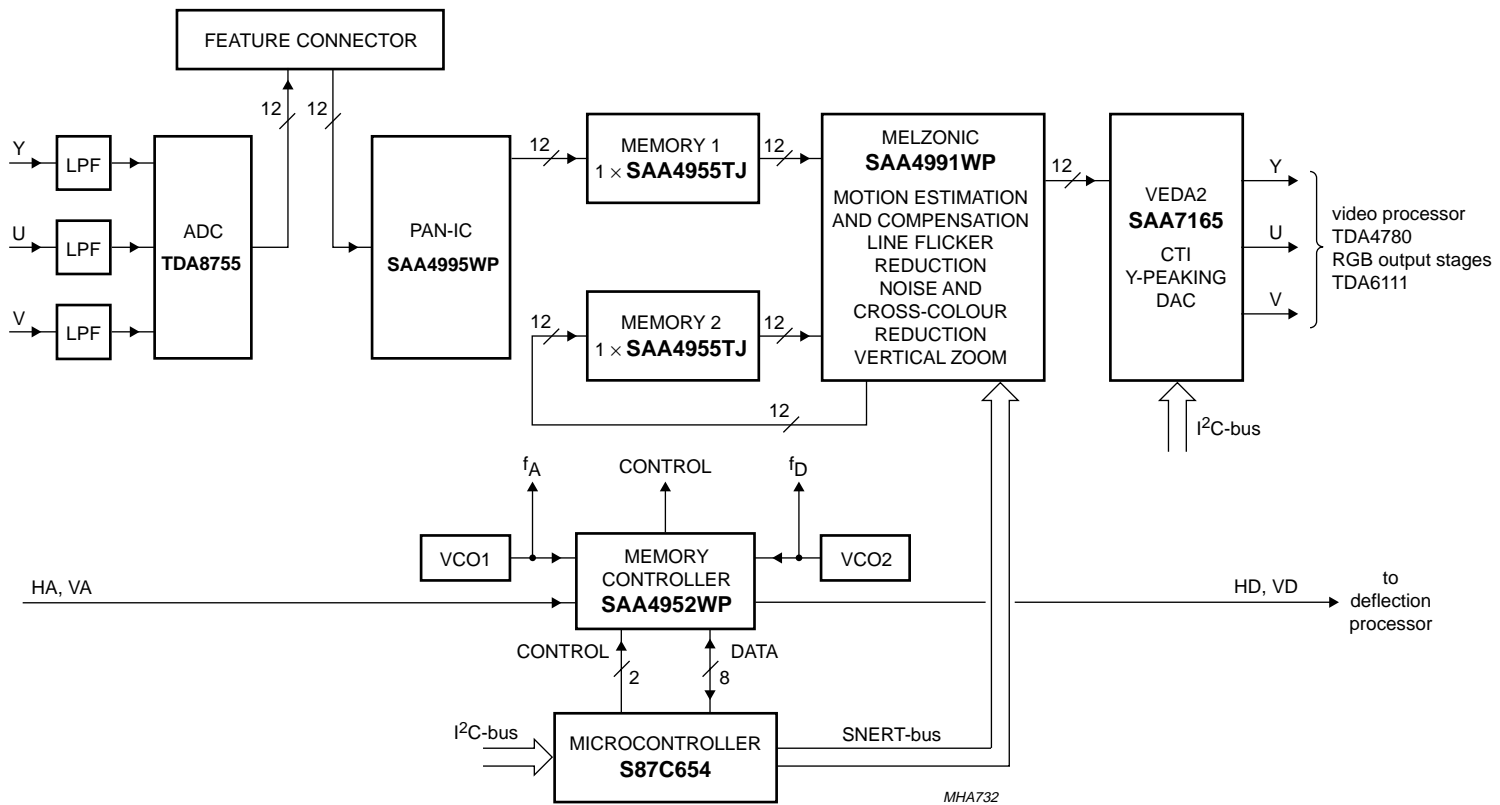 FEATURE CONNECTOR
12
12
Y
LPF
U
LPF
V
LPF
ADC
TDA8755
PAN-IC
SAA4995WP
12
MEMORY 1
1 × SAA4955TJ
12
12
MEMORY 2
1 × SAA4955TJ
12
12
MELZONIC
SAA4991WP
MOTION ESTIMATION
AND COMPENSATION
LINE FLICKER
REDUCTION
NOISE AND
CROSS-COLOUR
REDUCTION
VERTICAL ZOOM
12
VEDA2
SAA7165
CTI
Y-PEAKING
DAC
Y
U
V
video processor
TDA4780
RGB output stages
TDA6111
I²C-bus
fA
CONTROL
fD
VCO1
MEMORY
CONTROLLER
SAA4952WP
VCO2
HA, VA
HD, VD
to
deflection
processor
CONTROL
2
DATA
8
I²C-bus
MICROCONTROLLER
S87C654
SNERT-bus
MHA732